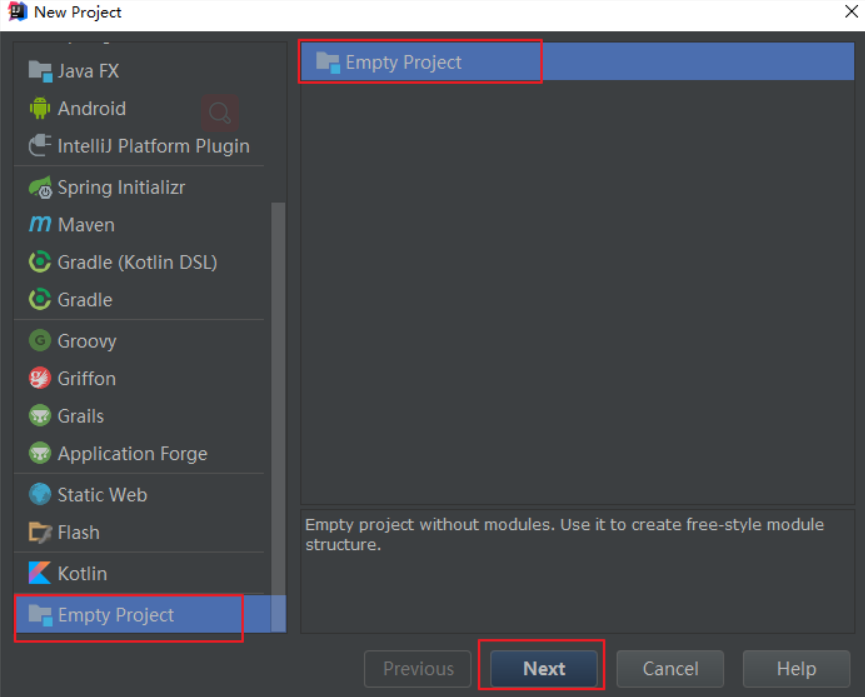 New Project
Java FX
Android
IntelliJ Platform Plugin
Spring Initializr
Maven
Gradle (Kotlin DSL)
Gradle
Groovy
Griffon
Grails
Application Forge
Static Web
Flash
Kotlin
Empty Project
Empty Project
Empty project without modules. Use it to create free-style module
structure.
Previous
Next
Cancel
Help